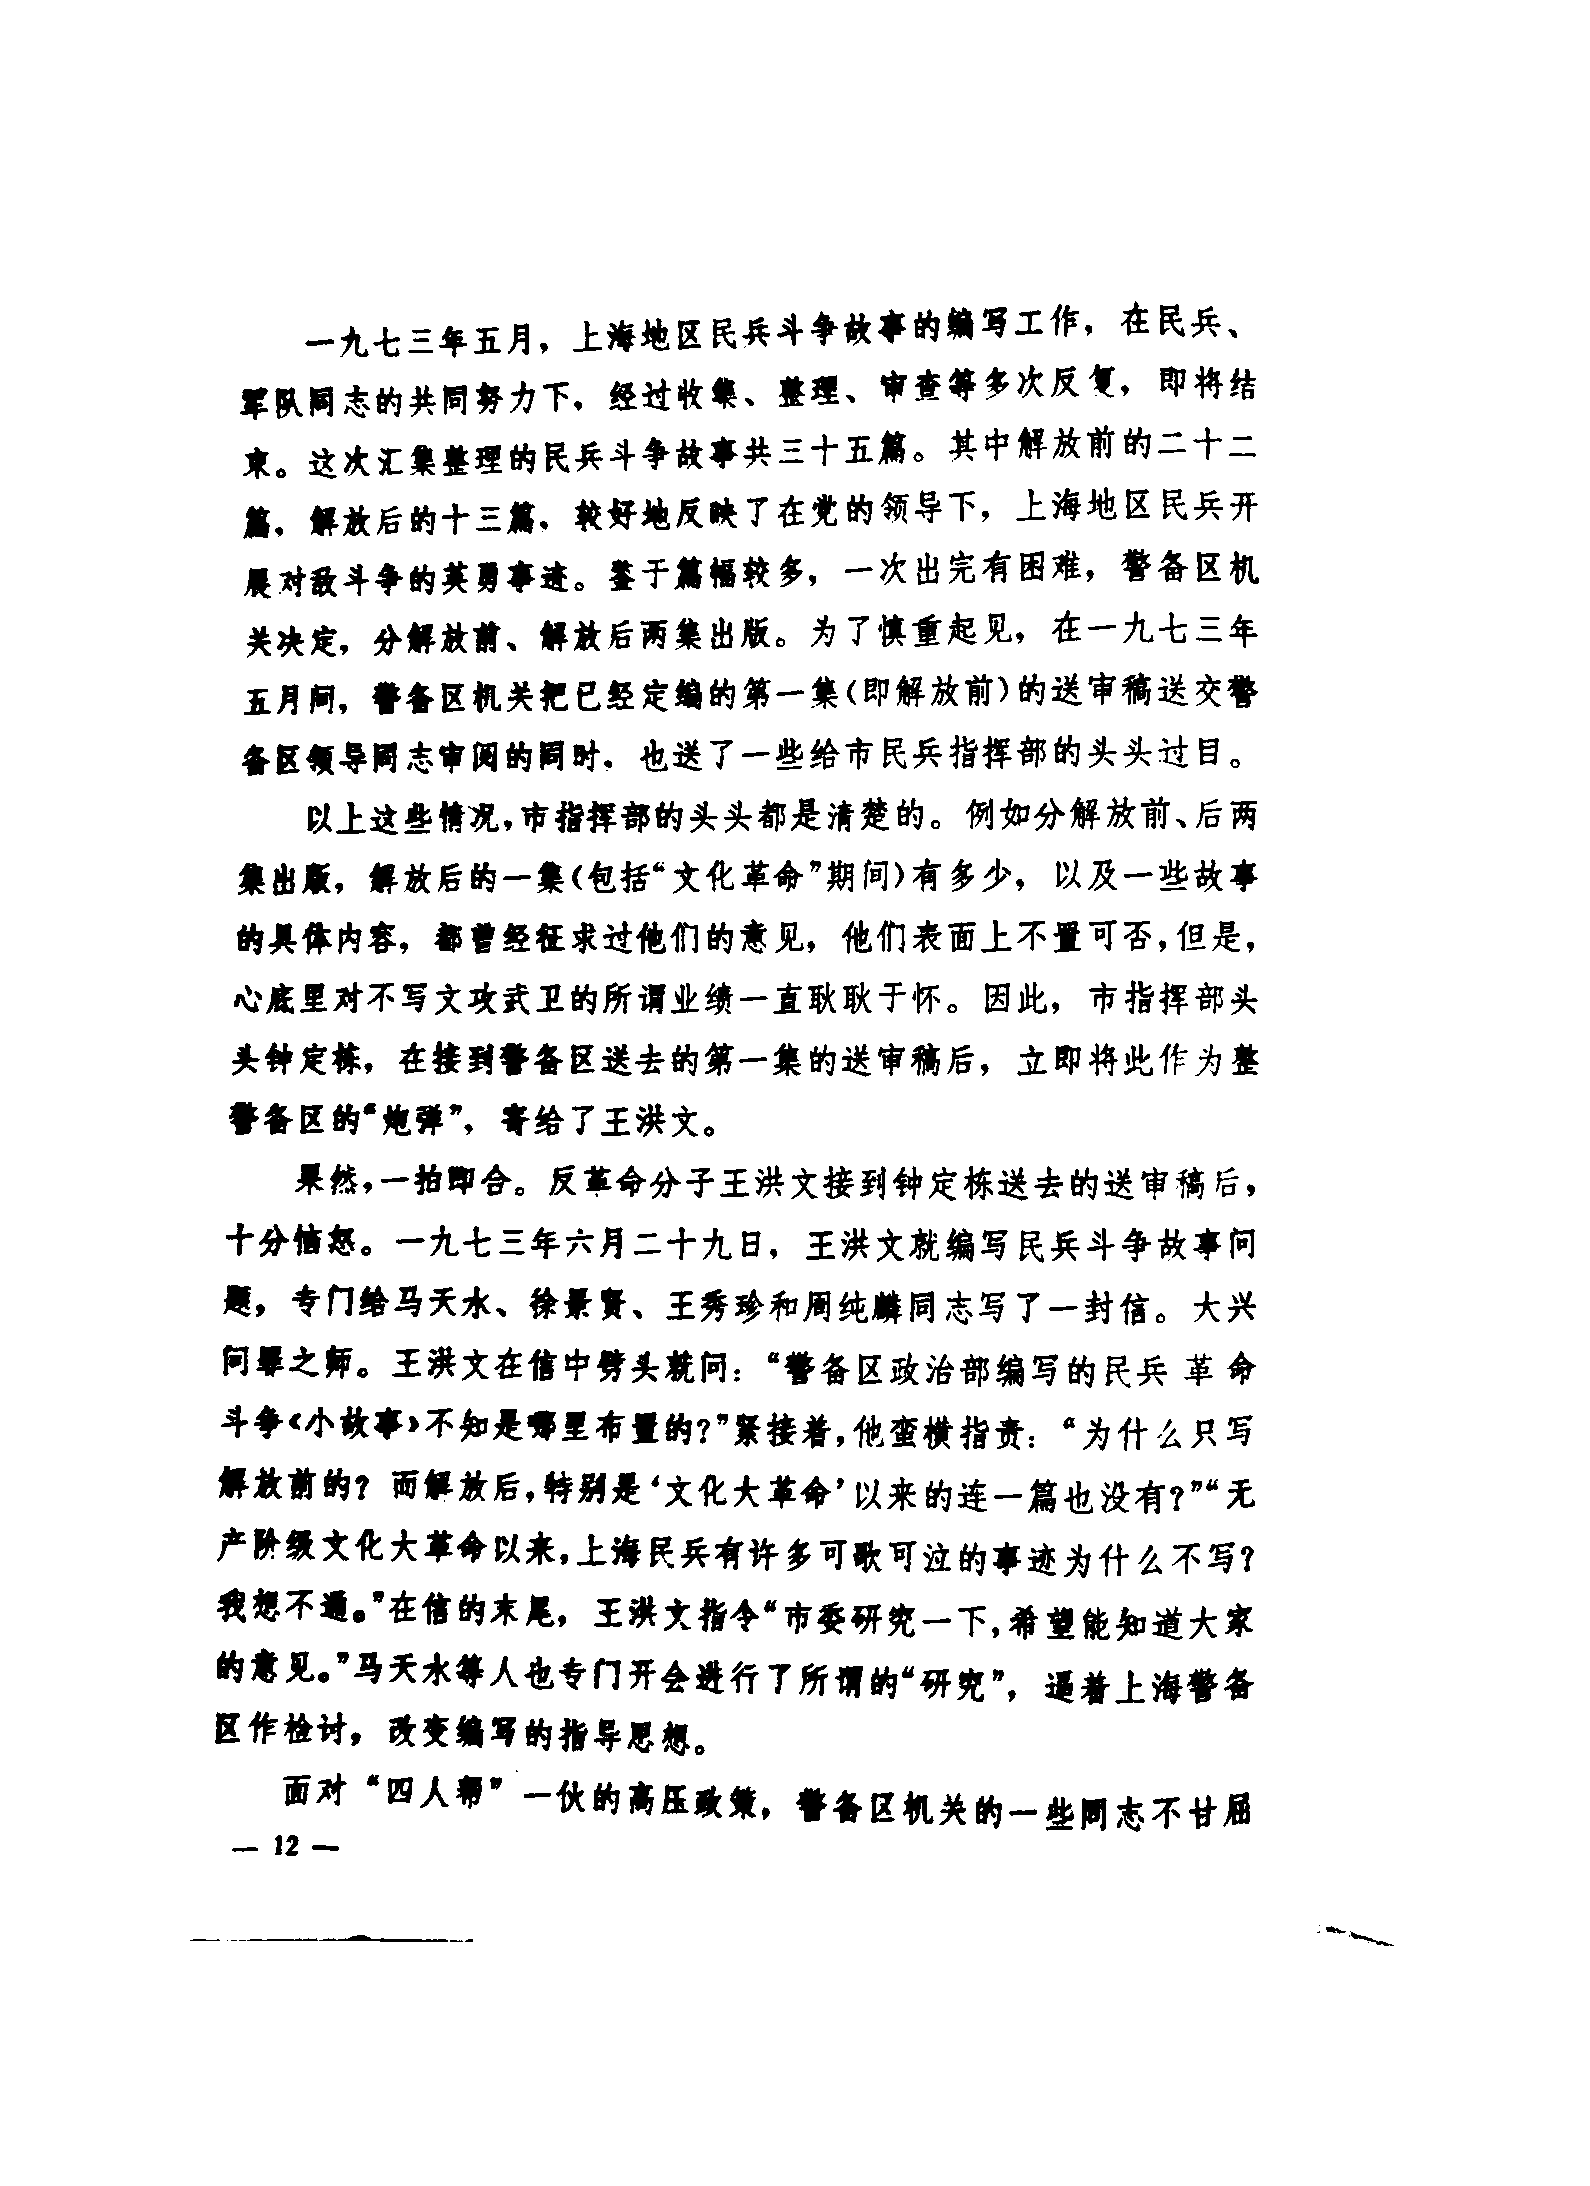 一九七三年五月，上海地区民兵斗争故事的编写工作，在民兵、
军队同志的共同努力下，经过收集、整理、审查等多次反复，即将结
束。这次汇集整理的民兵斗争故事共三十五篇。其中解放前的二十二
篇，解放后的十三篇，较好地反映了在党的领导下，上海地区民兵开
展对敌斗争的英勇事迹。鉴于篇幅较多，一次出完有困难，警备区机
关决定，分解放前、解放后两集出版。为了慎重起见，在一九七三年
五月间，警备区机关把已经定编的第一集(即解放前)的送审稿送交警
备区领导同志审阅的同时，也送了一些给市民兵指挥部的头头过目。
以上这些情况，市指挥部的头头都是清楚的。例如分解放前、后两
集出版，解放后的一集(包括“文化革命”期间)有多少，以及一些故事
的具体内容，都曾经征求过他们的意见，他们表面上不置可否，但是，
心底里对不写文攻武卫的所谓业绩一直耿耿于怀。因此，市指挥部头
头钟定栋，在接到警备区送去的第一集的送审稿后，立即将此作为整
警备区的“炮弹”，寄给了王洪文。
果然，一拍即合。反革命分子王洪文接到钟定栋送去的送审稿后，
十分恼怒。一九七三年六月二十九日，王洪文就编写民兵斗争故事问
题，专门给马天水、徐景贤、王秀珍和周纯麟同志写了一封信。大兴
问罪之师。王洪文在信中劈头就问：“警备区政治部编写的民兵 革 命
斗争《小故事》不知是哪里布置的?”紧接着，他蛮横指责：“为什么只写
解放前的? 而解放后，特别是‘文化大革命’以来的连一篇也没有?”“无
产阶级文化大革命以来，上海民兵有许多可歌可泣的事迹为什么不写?
我想不通。”在信的末尾，王洪文指令“市委研究一下，希望能知道大家
的意见。”马天水等人也专门开会进行了所谓的“研究”，逼着上海警备
区作检讨，改变编写的指导思想。
面对“四人帮”一伙的高压政策，警备区机关的一些同志不甘屈
— 12 —